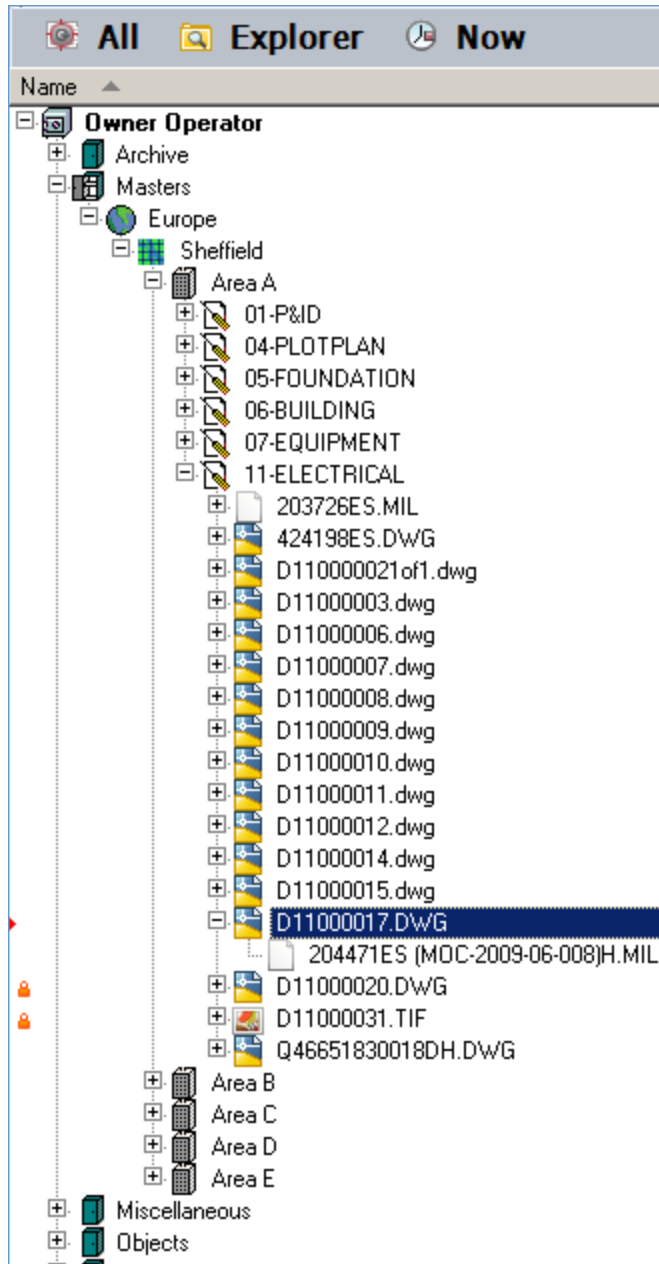 All Explorer Now
Name
Owner Operator
Archive
Masters
Europe
Sheffield
Area A
01-P&ID
04-PLOTPLAN
05-FOUNDATION
06-BUILDING
07-EQUIPMENT
11-ELECTRICAL
203726ES.MIL
424198ES.DWG
D110000021of1.dwg
D11000003.dwg
D11000006.dwg
D11000007.dwg
D11000008.dwg
D11000009.dwg
D11000010.dwg
D11000011.dwg
D11000012.dwg
D11000014.dwg
D11000015.dwg
D11000017.DWG
204471ES (MOC-2009-06-008)H.MIL
D11000020.DWG
D11000031.TIF
Q46651830018DH.DWG
Area B
Area C
Area D
Area E
Miscellaneous
Objects